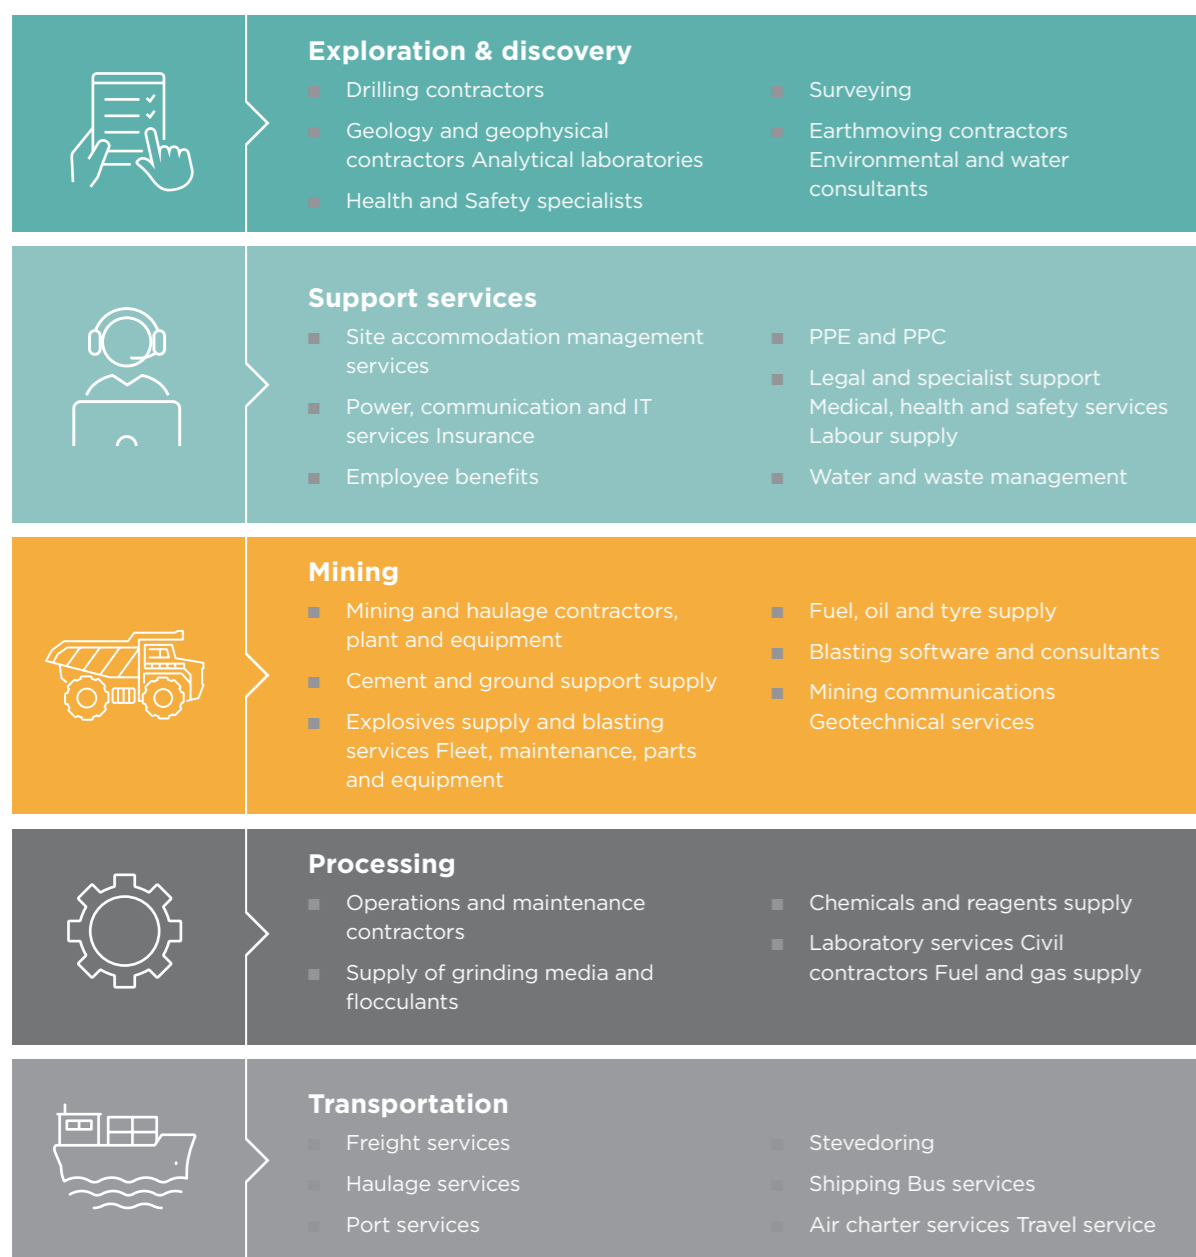 Exploration & discovery
Drilling contractors
Geology and geophysical
contractors Analytical laboratories
Health and Safety specialists
Surveying
Earthmoving contractors
Environmental and water
consultants
Support services
Site accommodation management
services
Power, communication and IT
services Insurance
Employee benefits
PPE and PPC
Legal and specialist support
Medical, health and safety services
Labour supply
Water and waste management
Mining
Mining and haulage contractors,
plant and equipment
Cement and ground support supply
Explosives supply and blasting
services Fleet, maintenance, parts
and equipment
Fuel, oil and tyre supply
Blasting software and consultants
Mining communications
Geotechnical services
Processing
Operations and maintenance
contractors
Supply of grinding media and
flocculants
Chemicals and reagents supply
Laboratory services Civil
contractors Fuel and gas supply
Transportation
Freight services
Haulage services
Port services
Stevedoring
Shipping Bus services
Air charter services Travel service